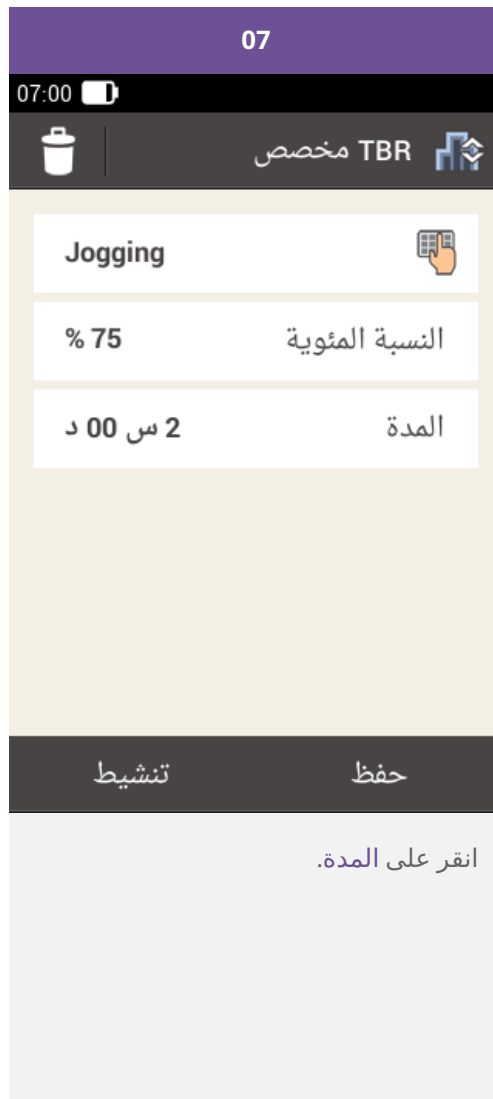 07
07:00
TBR مخصص
Jogging
النسبة المئوية 75 %
المدة 2 س 00 د
حفظ تنشيط
انقر على المدة.